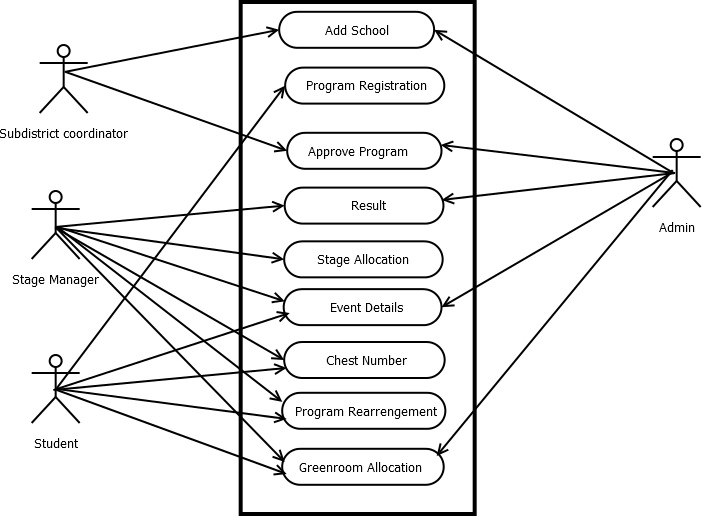 Add School
Program Registration
Subdistrict coordinator
Approve Program
Result
Admin
Stage Allocation
Stage Manager
Event Details
Chest Number
Program Rearrengement
Student
Greenroom Allocation